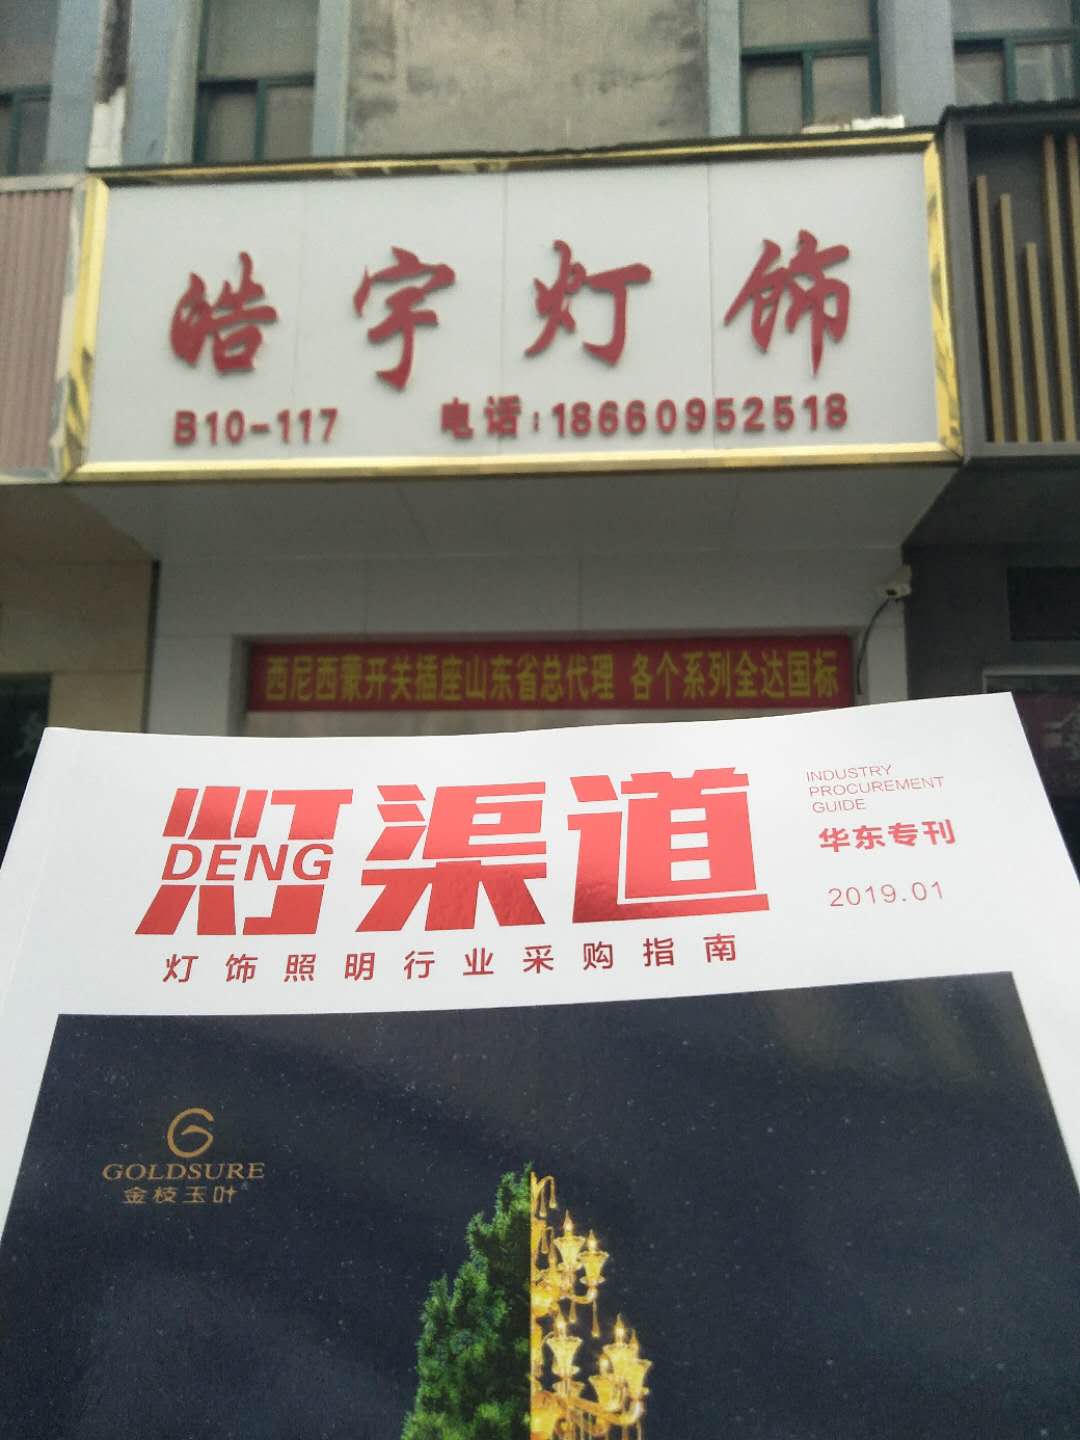 皓宇灯饰
B10-117 电话:18660952518
西尼西蒙开关插座山东省总代理 各个系列全达国标
灯渠道
DENG
INDUSTRY
PROCUREMENT
GUIDE
华东专刊
2019.01
灯饰照明行业采购指南
GOLDSURE
金枝玉叶